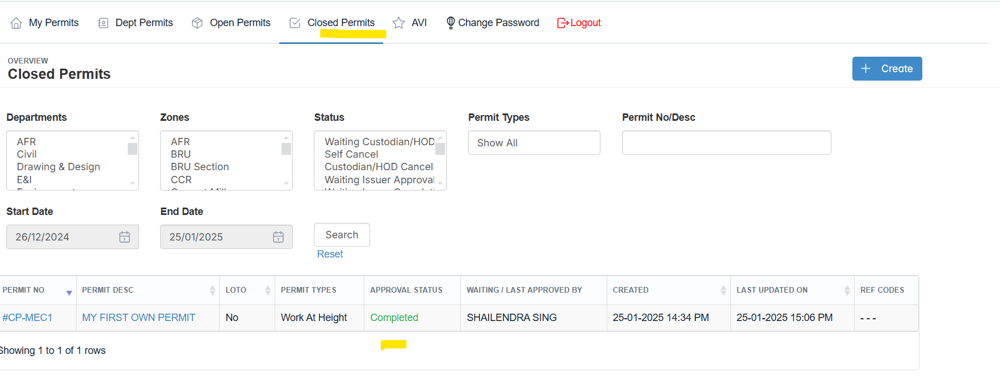 My Permits Dept Permits Open Permits Closed Permits AVI Change Password Logout
OVERVIEW
Closed Permits
Create
Departments Zones Status Permit Types Permit No/Desc
AFR
Civil
Drawing & Design
E&I
AFR
BRU
BRU Section
CCR
Waiting Custodian/HOD
Self Cancel
Custodian/HOD Cancel
Waiting Issuer Approval
Show All
Start Date End Date
26/12/2024 25/01/2025 Search
Reset
PERMIT NO PERMIT DESC LOTO PERMIT TYPES APPROVAL STATUS WAITING / LAST APPROVED BY CREATED LAST UPDATED ON REF CODES
#CP-MEC1 MY FIRST OWN PERMIT No Work At Height Completed SHAILENDRA SING 25-01-2025 14:34 PM 25-01-2025 15:06 PM - - -
Showing 1 to 1 of 1 rows